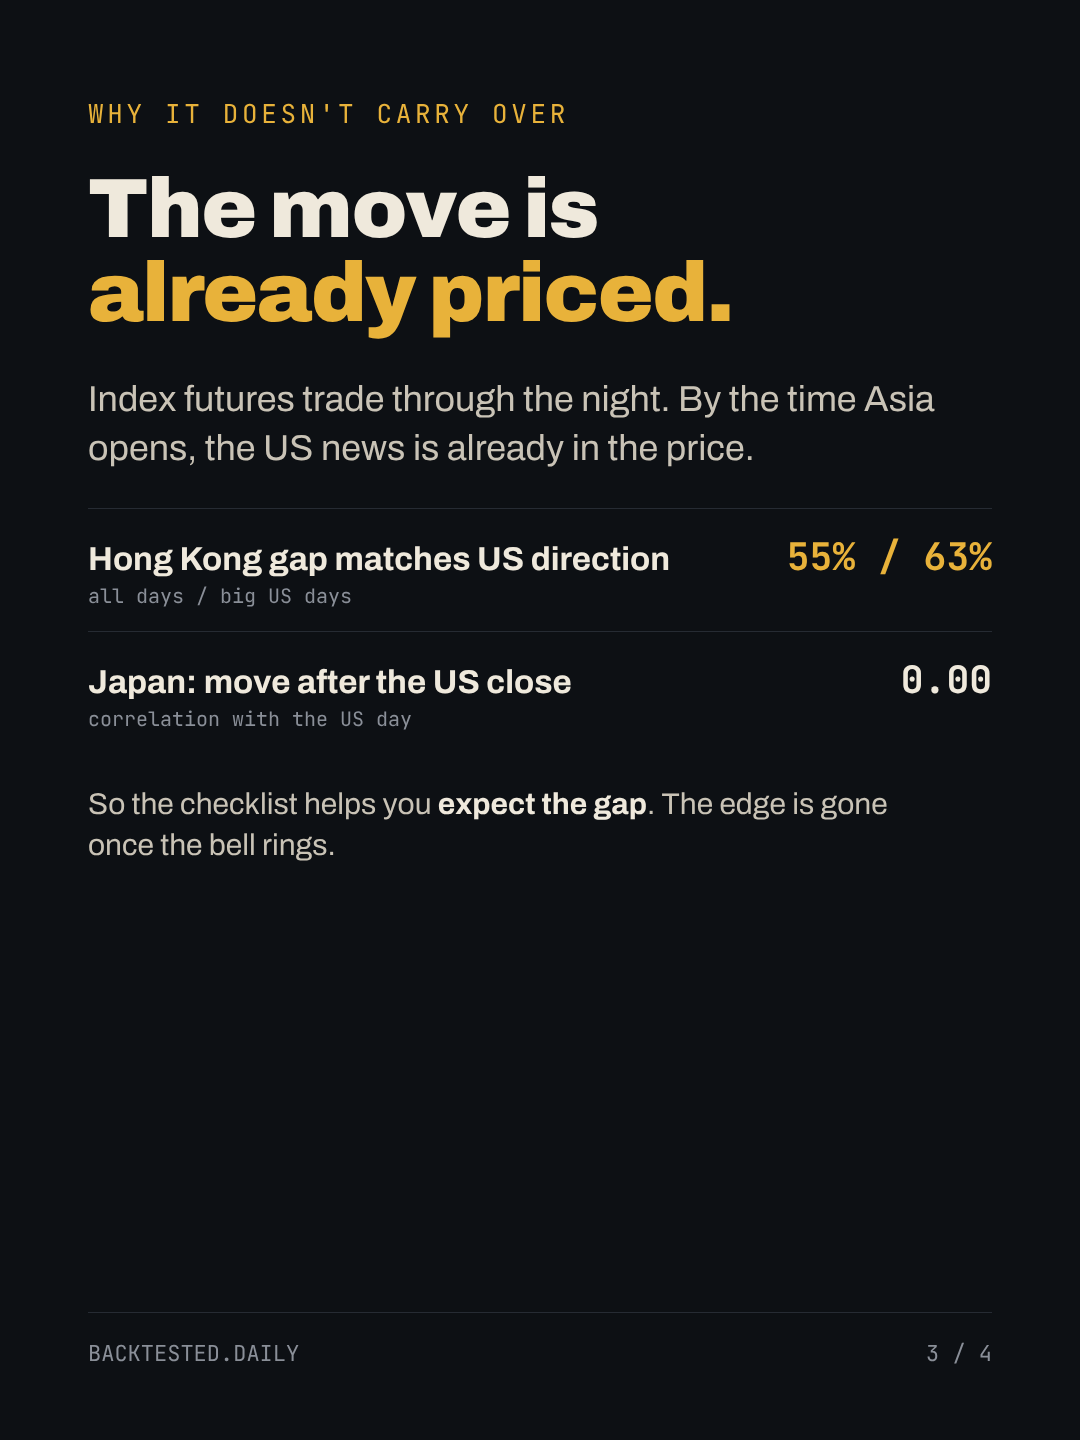 WHY IT DOESN'T CARRY OVER
The move is
already priced.
Index futures trade through the night. By the time Asia
opens, the US news is already in the price.
Hong Kong gap matches US direction 55% / 63%
all days / big US days
Japan: move after the US close 0.00
correlation with the US day
So the checklist helps you expect the gap. The edge is gone
once the bell rings.
BACKTESTED.DAILY 3 / 4